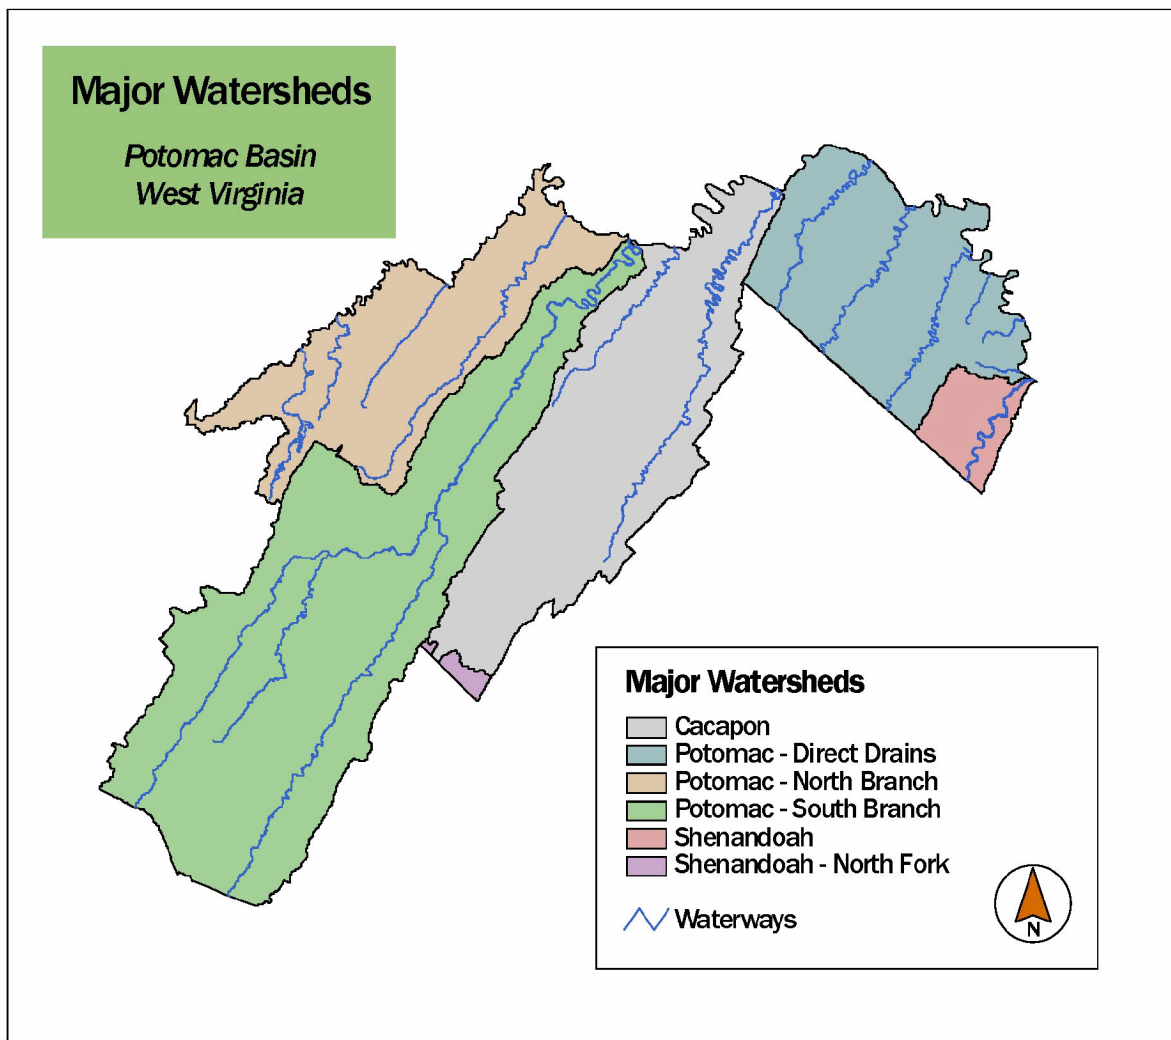 Major Watersheds
Potomac Basin
West Virginia
Major Watersheds
Cacapon
Potomac - Direct Drains
Potomac - North Branch
Potomac - South Branch
Shenandoah
Shenandoah - North Fork
Waterways
N